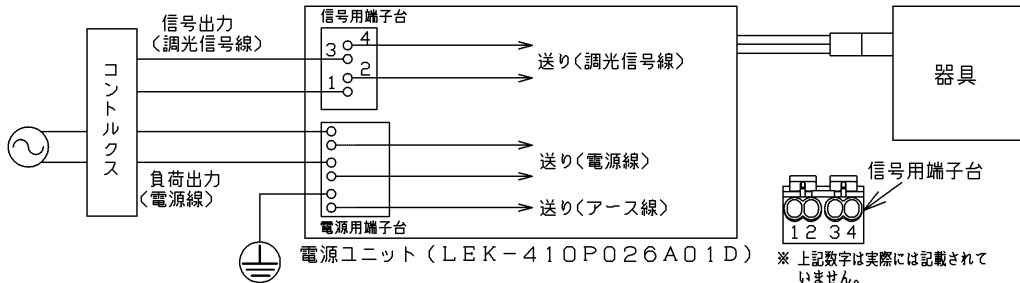 信号出力
(調光信号線)
コントルクス
負荷出力
(電源線)
信号用端子台
4
3
2
1
送り(調光信号線)
送り(電源線)
送り(アース線)
電源用端子台
電源ユニット(LEK-410P026A01D)
器具
信号用端子台
1 2 3 4
※ 上記数字は実際には記載されて
いません。